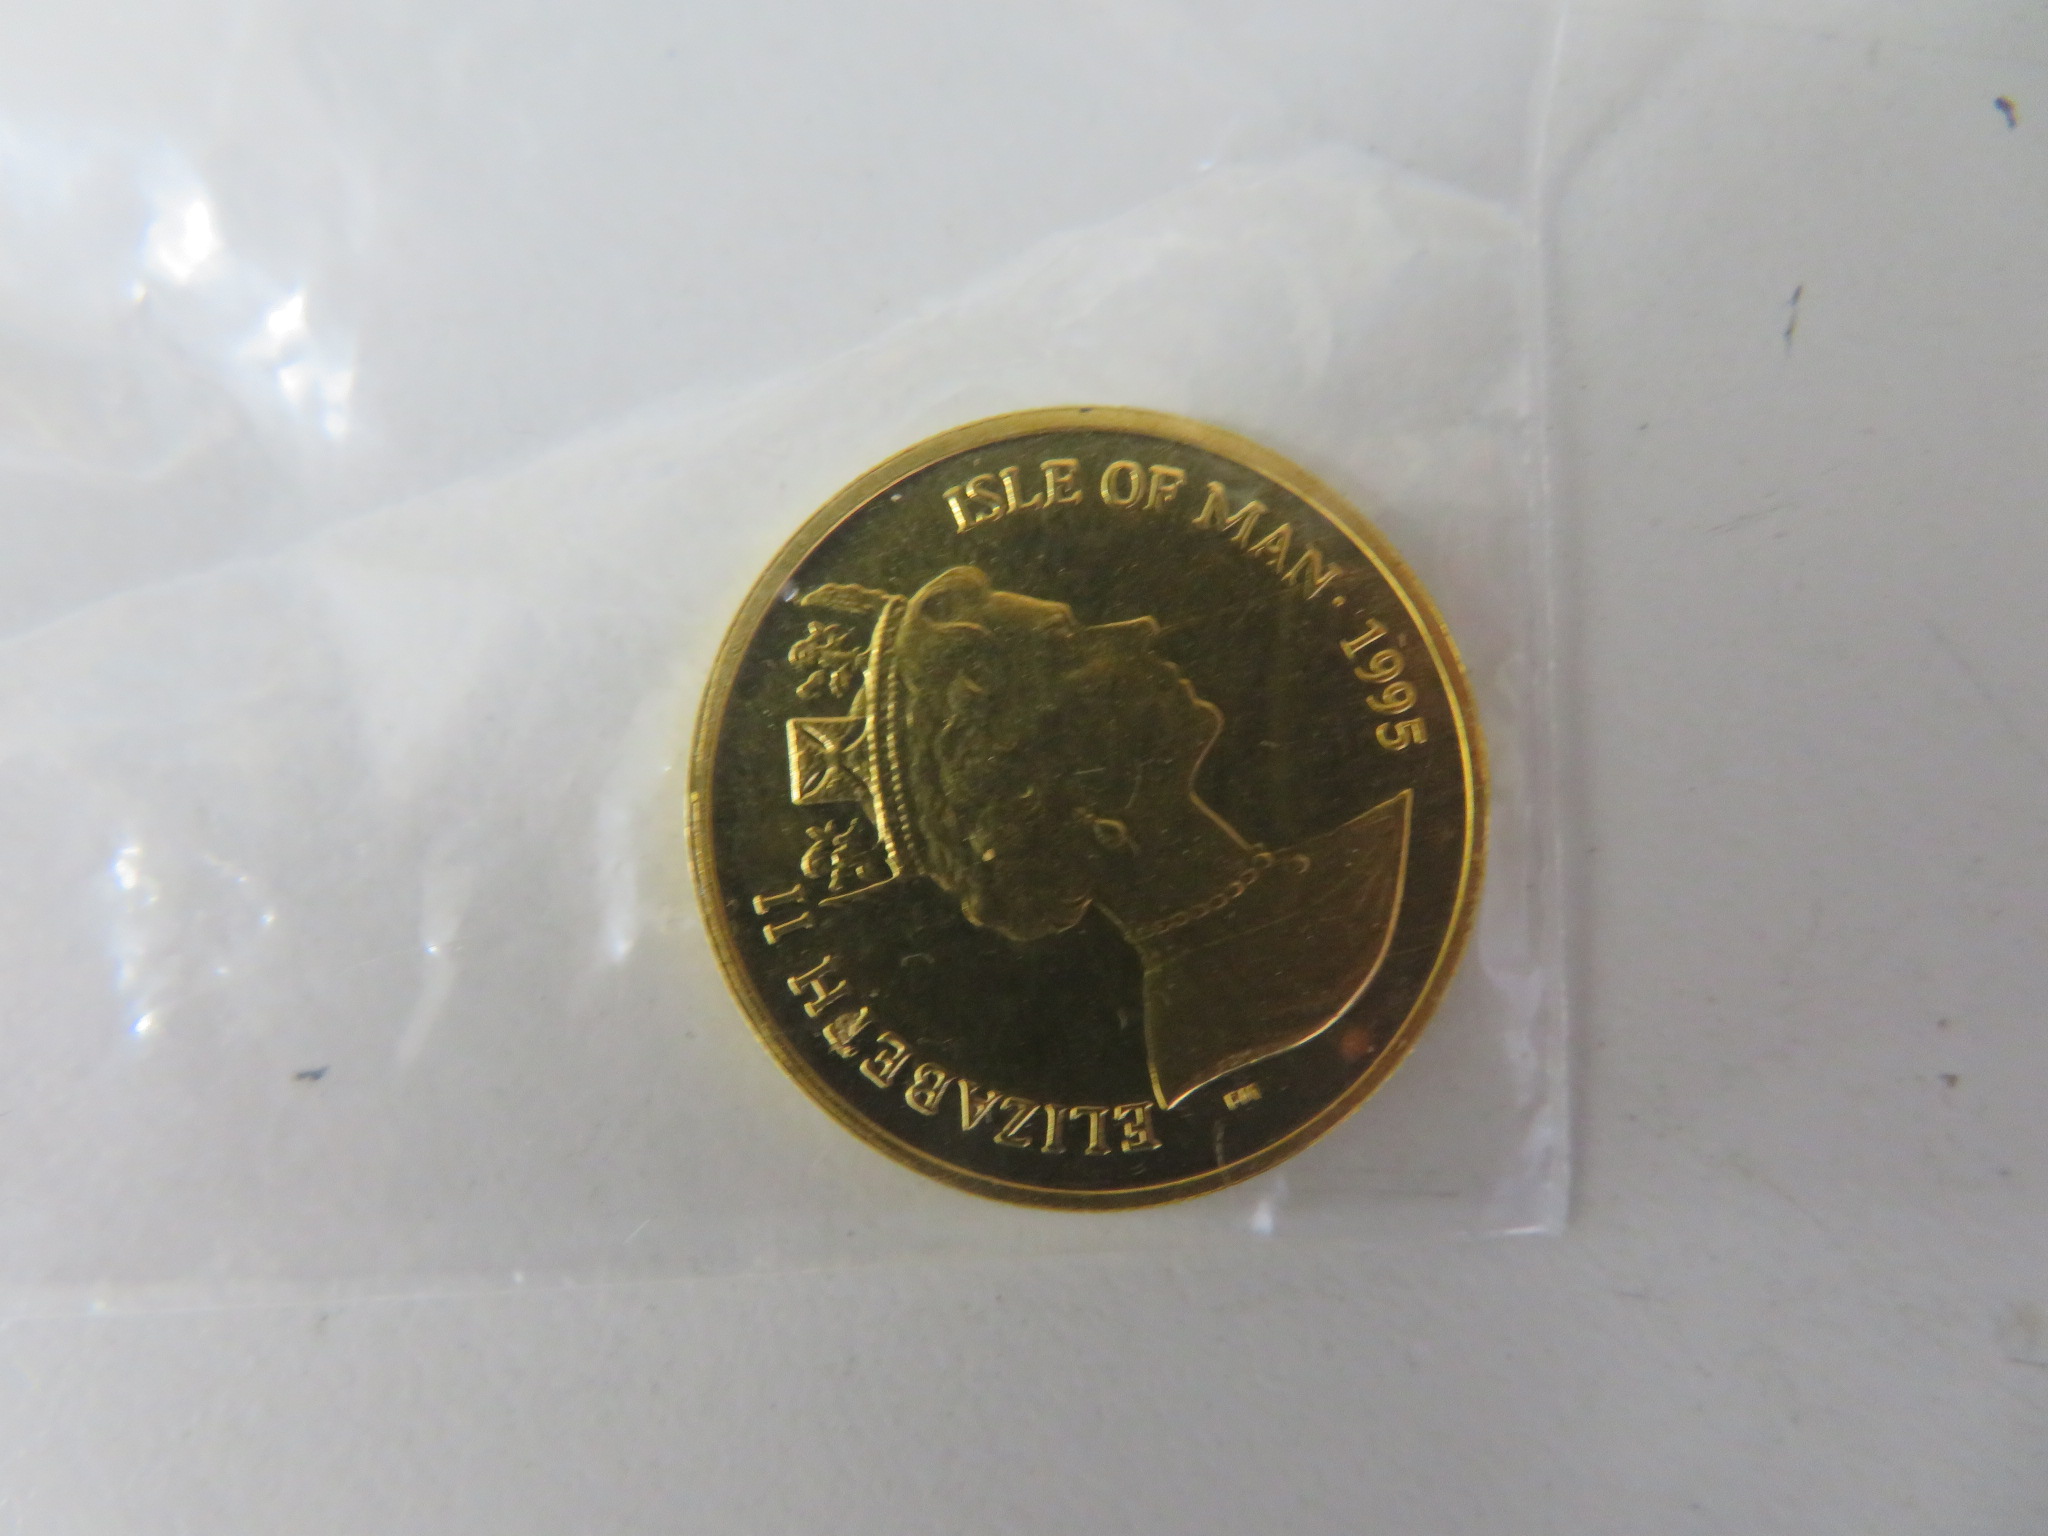 ELIZABETH II
ISLE OF MAN · 1995